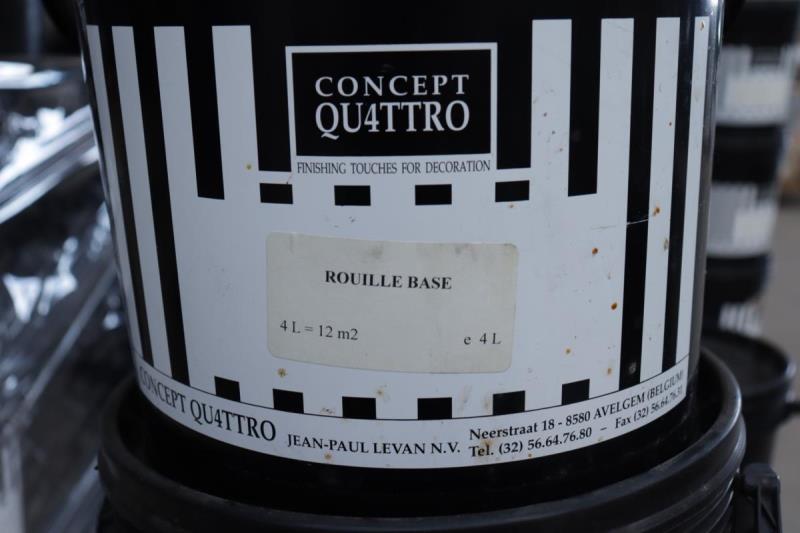 CONCEPT
QU4TTRO
FINISHING TOUCHES FOR DECORATION
ROUILLE BASE
4 L = 12 m2
e 4 L
CONCEPT QU4TTRO
JEAN-PAUL LEVAN N.V.
Neerstraat 18 - 8580 AVELGEM (BELGIUM)
Tel. (32) 56.64.76.80 - Fax (32) 56.64.76.31